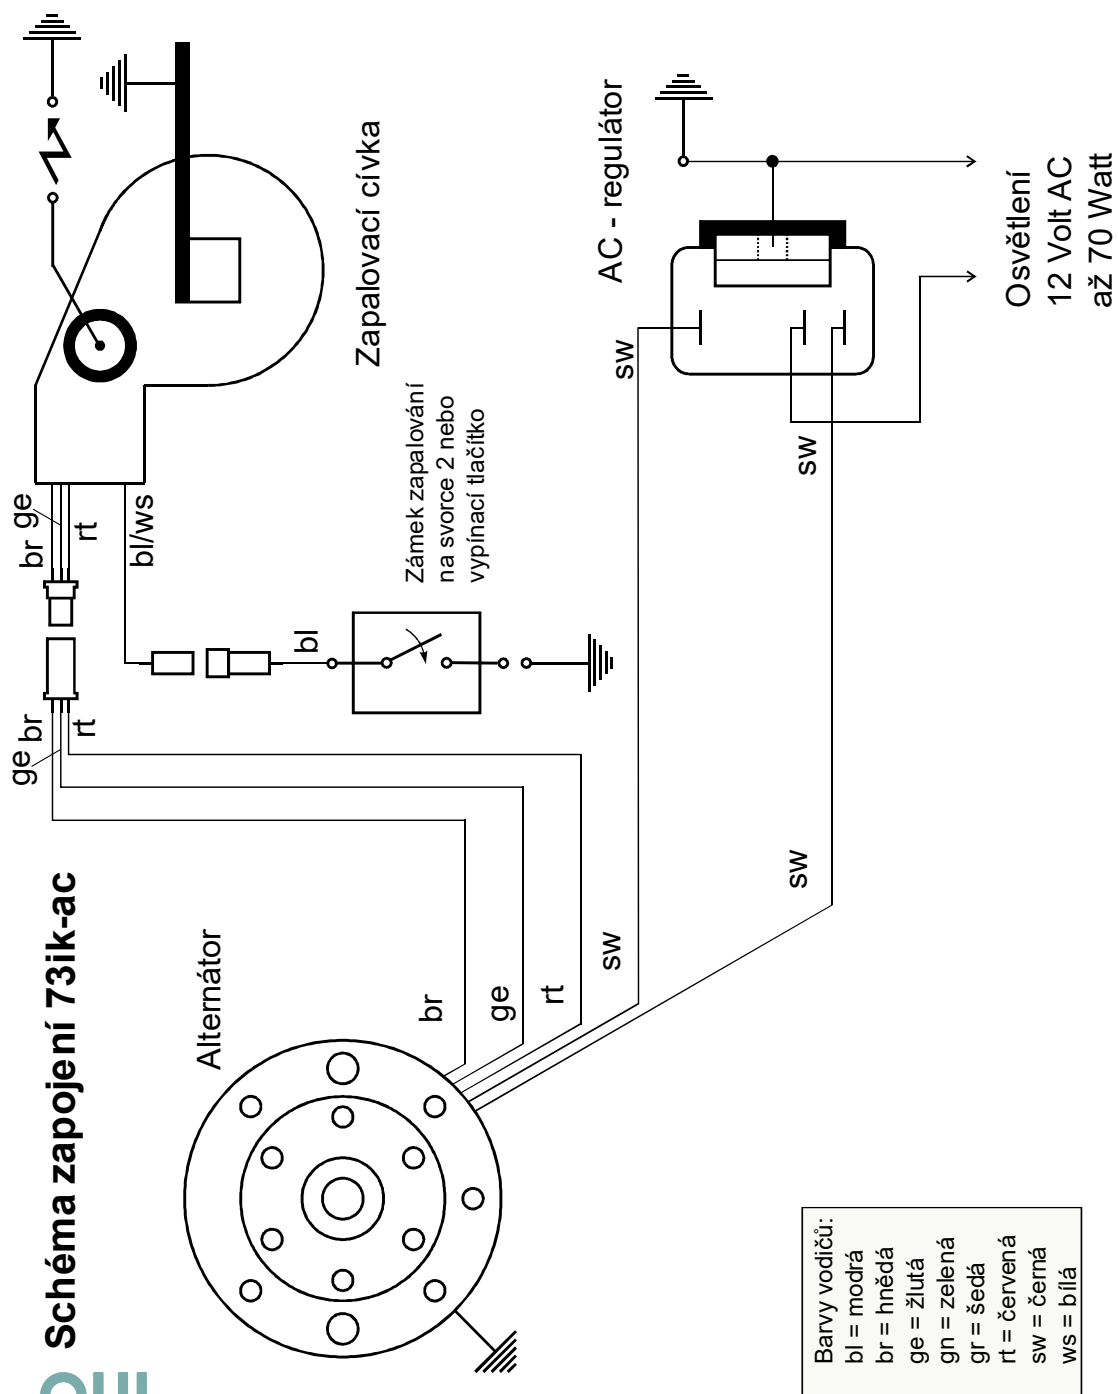 Schéma zapojení 73ik-ac
Alternátor
ge
br
rt
br
ge
rt
br
ge
rt
bl/ws
Zapalovací cívka
bl
Zámek zapalování
na svorce 2 nebo
vypínací tlačítko
sw
sw
sw
sw
AC - regulátor
Osvětlení
12 Volt AC
až 70 Watt
Barvy vodičů:
bl = modrá
br = hnědá
ge = žlutá
gn = zelená
gr = šedá
rt = červená
sw = černá
ws = bílá